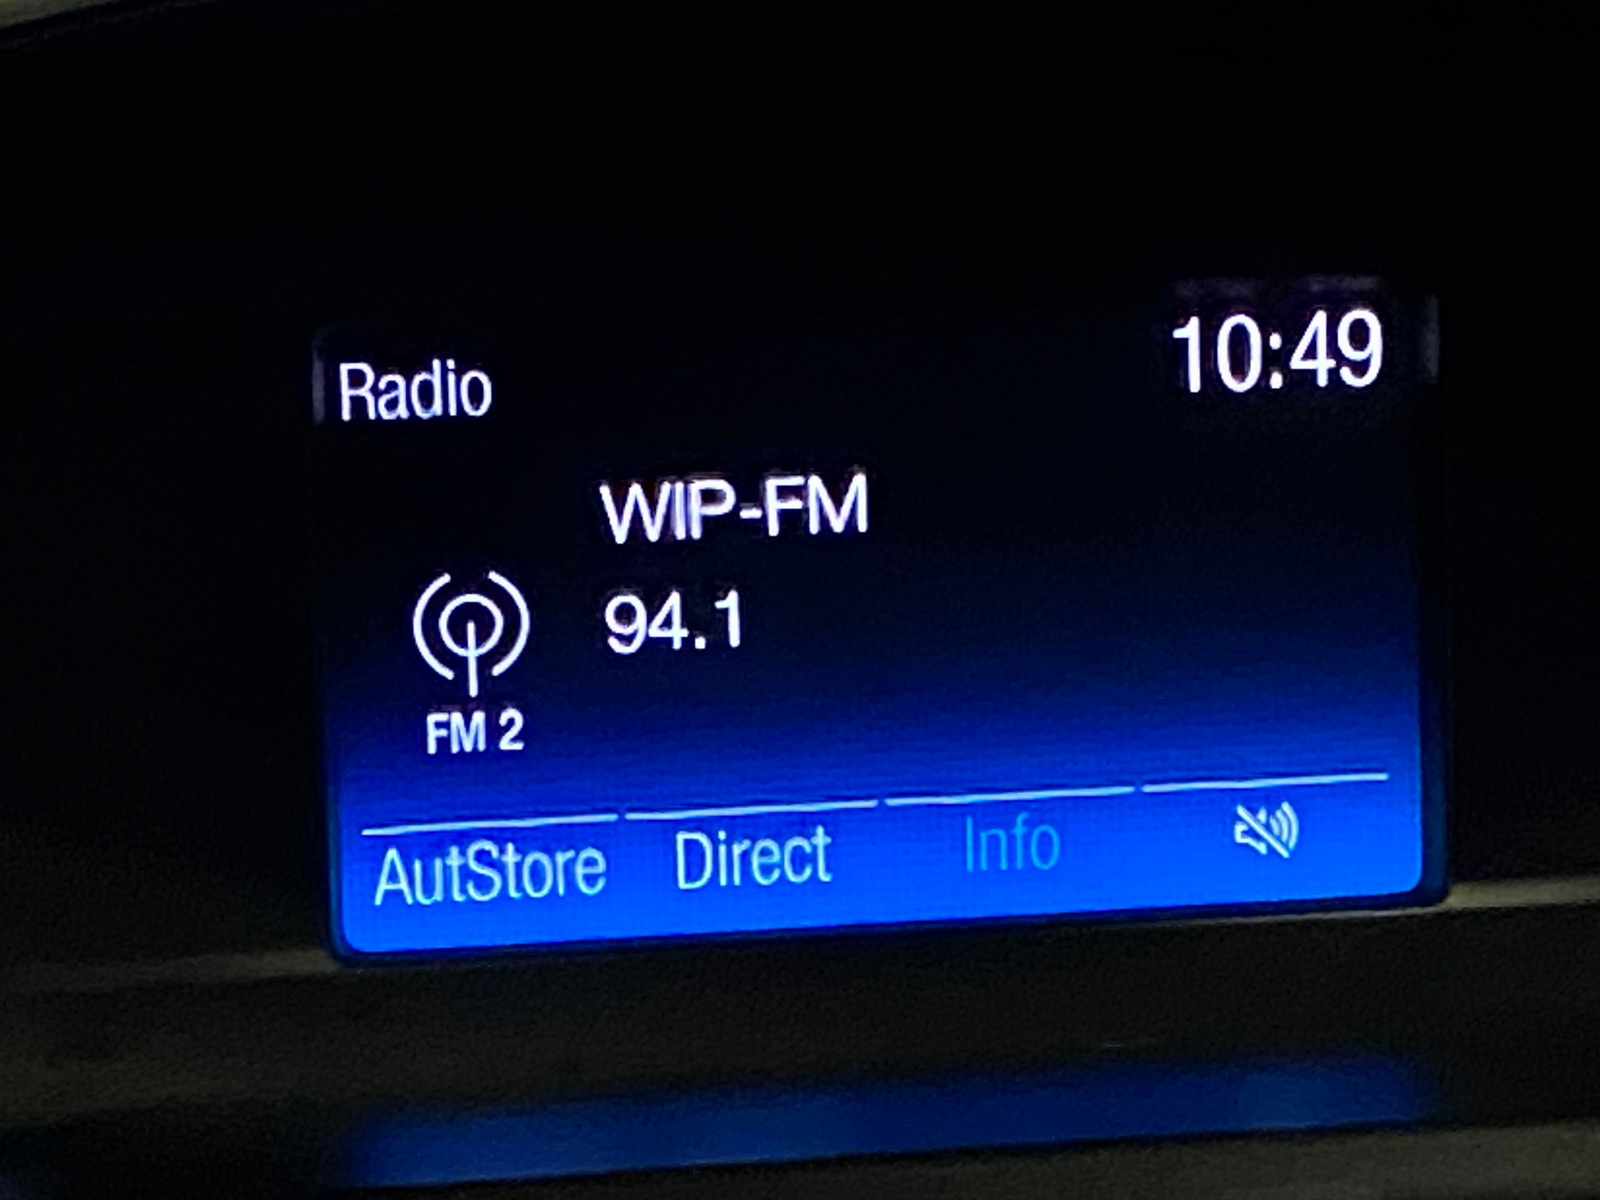 Radio
10:49
WIP-FM
94.1
FM 2
AutStore
Direct
Info